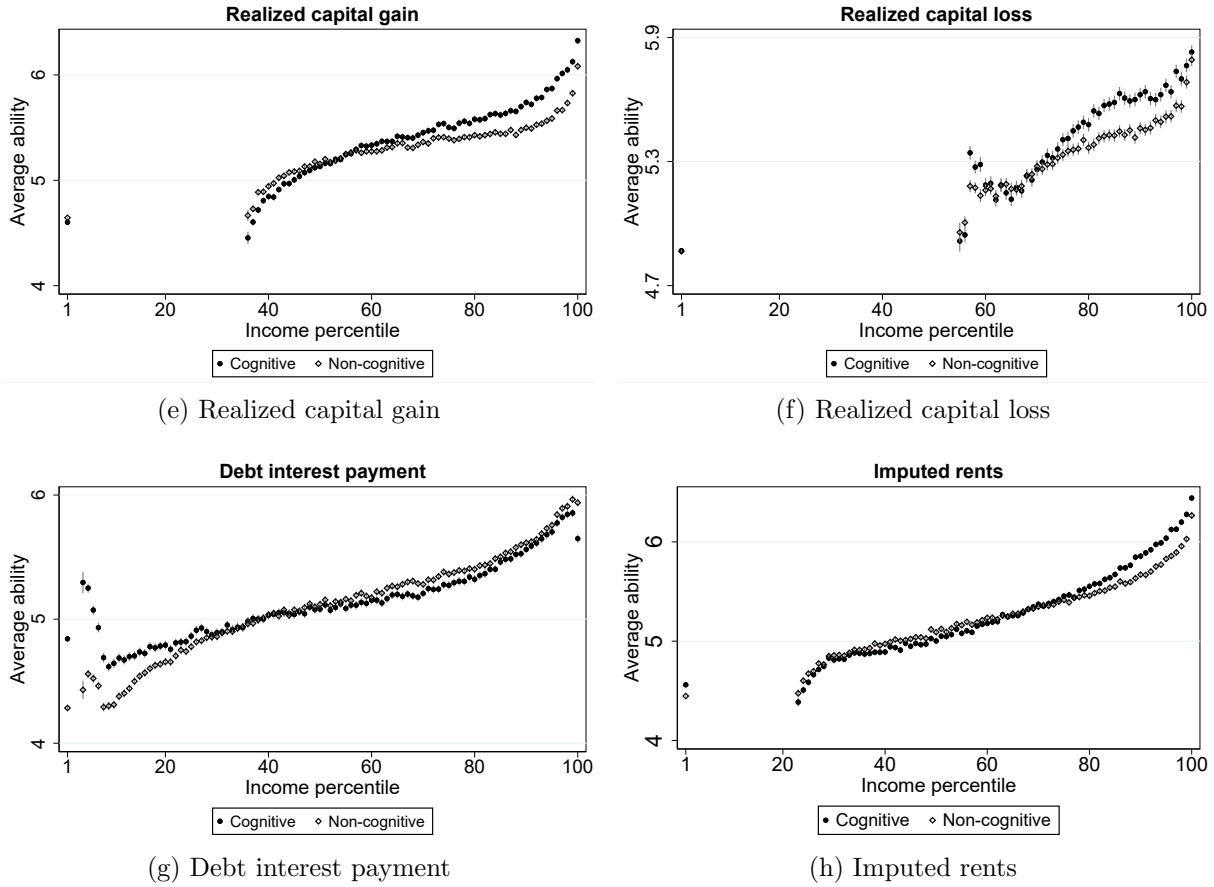 Realized capital gain
Average ability
6
5
4
1 20 40 60 80 100
Income percentile
Cognitive Non-cognitive
(e) Realized capital gain
Realized capital loss
Average ability
5.9
5.3
4.7
1 20 40 60 80 100
Income percentile
Cognitive Non-cognitive
(f) Realized capital loss
Debt interest payment
Average ability
6
5
4
1 20 40 60 80 100
Income percentile
Cognitive Non-cognitive
(g) Debt interest payment
Imputed rents
Average ability
6
5
4
1 20 40 60 80 100
Income percentile
Cognitive Non-cognitive
(h) Imputed rents